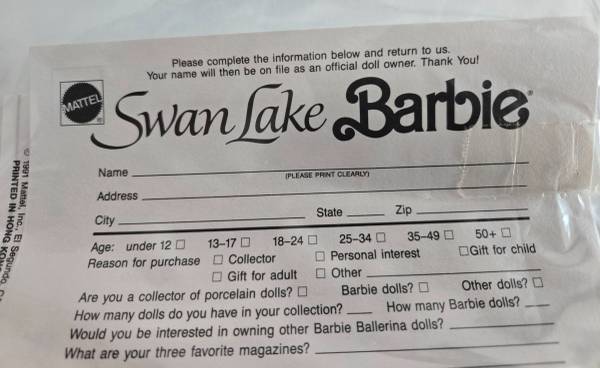 Please complete the information below and return to us.
Your name will then be on file as an official doll owner. Thank You!
MATTEL
Swan Lake Barbie®
Name
(PLEASE PRINT CLEARLY)
Address
City State Zip
Age: under 12 ☐ 13-17 ☐ 18-24 ☐ 25-34 ☐ 35-49 ☐ 50+ ☐
Reason for purchase ☐ Collector ☐ Personal interest ☐ Gift for child
☐ Gift for adult ☐ Other
Are you a collector of porcelain dolls? ☐ Barbie dolls? ☐ Other dolls? ☐
How many dolls do you have in your collection? ____ How many Barbie dolls? ____
Would you be interested in owning other Barbie Ballerina dolls?
What are your three favorite magazines?
© 1991 Mattel, Inc., El Segundo,
PRINTED IN HONG